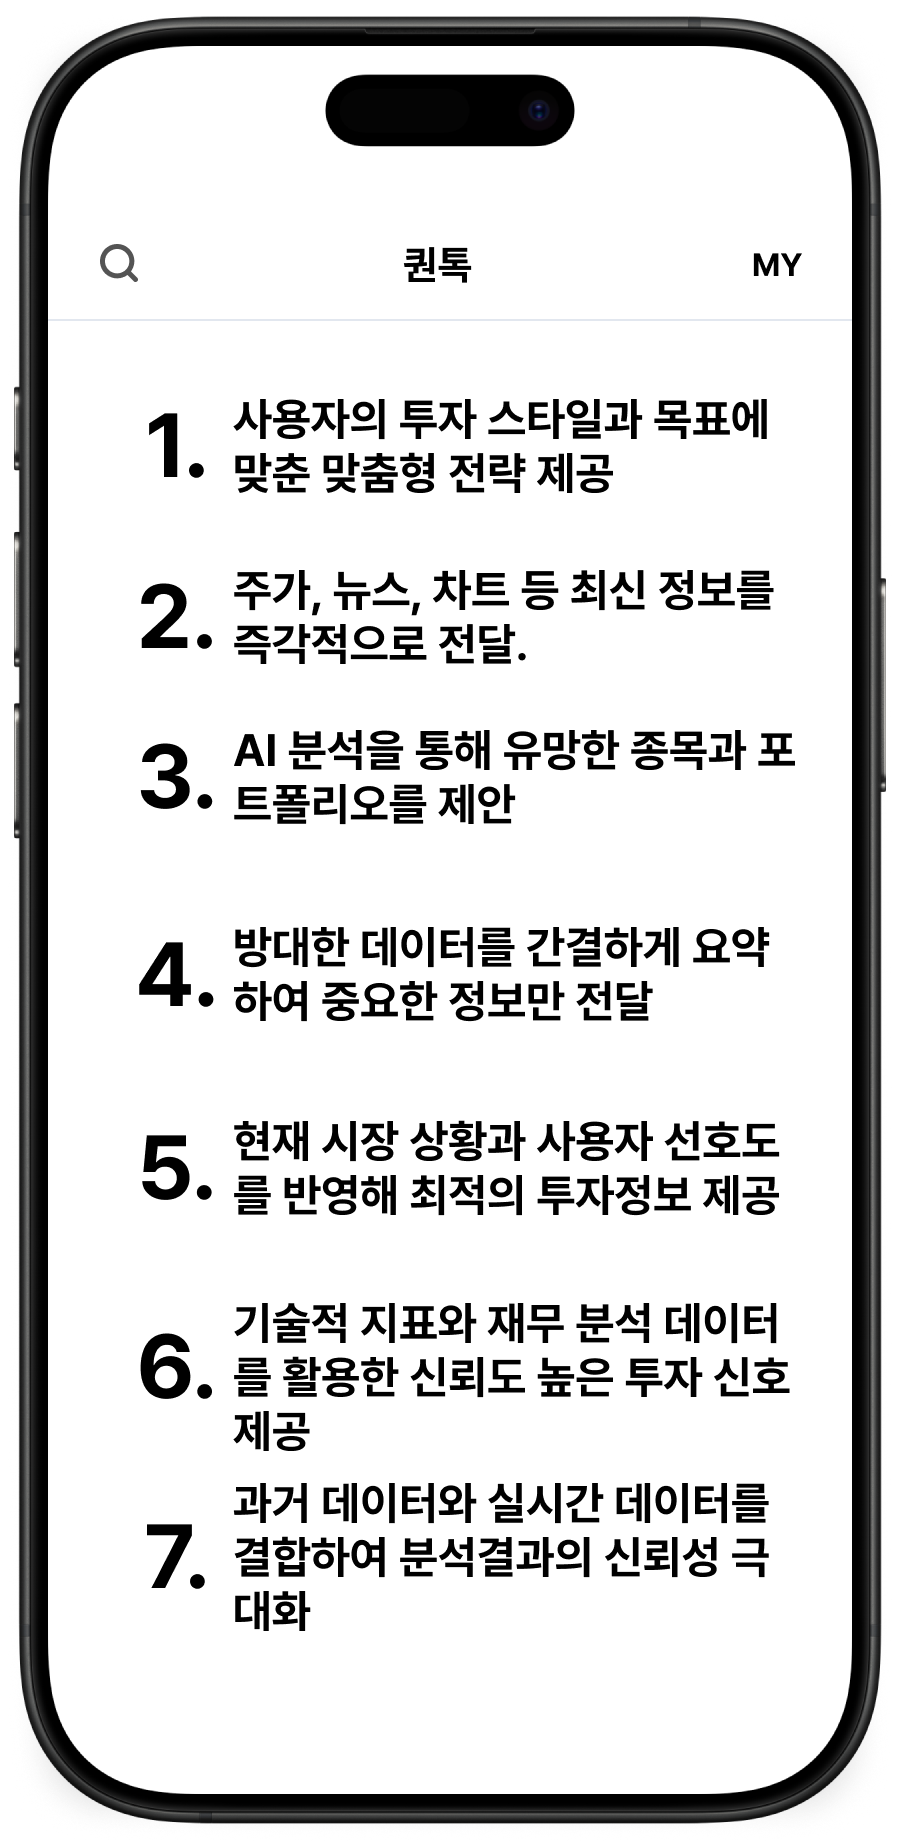 퀀톡
MY
1. 사용자의 투자 스타일과 목표에
맞춘 맞춤형 전략 제공
2. 주가, 뉴스, 차트 등 최신 정보를
즉각적으로 전달.
3. AI 분석을 통해 유망한 종목과 포
트폴리오를 제안
4. 방대한 데이터를 간결하게 요약
하여 중요한 정보만 전달
5. 현재 시장 상황과 사용자 선호도
를 반영해 최적의 투자정보 제공
6. 기술적 지표와 재무 분석 데이터
를 활용한 신뢰도 높은 투자 신호
제공
7. 과거 데이터와 실시간 데이터를
결합하여 분석결과의 신뢰성 극
대화